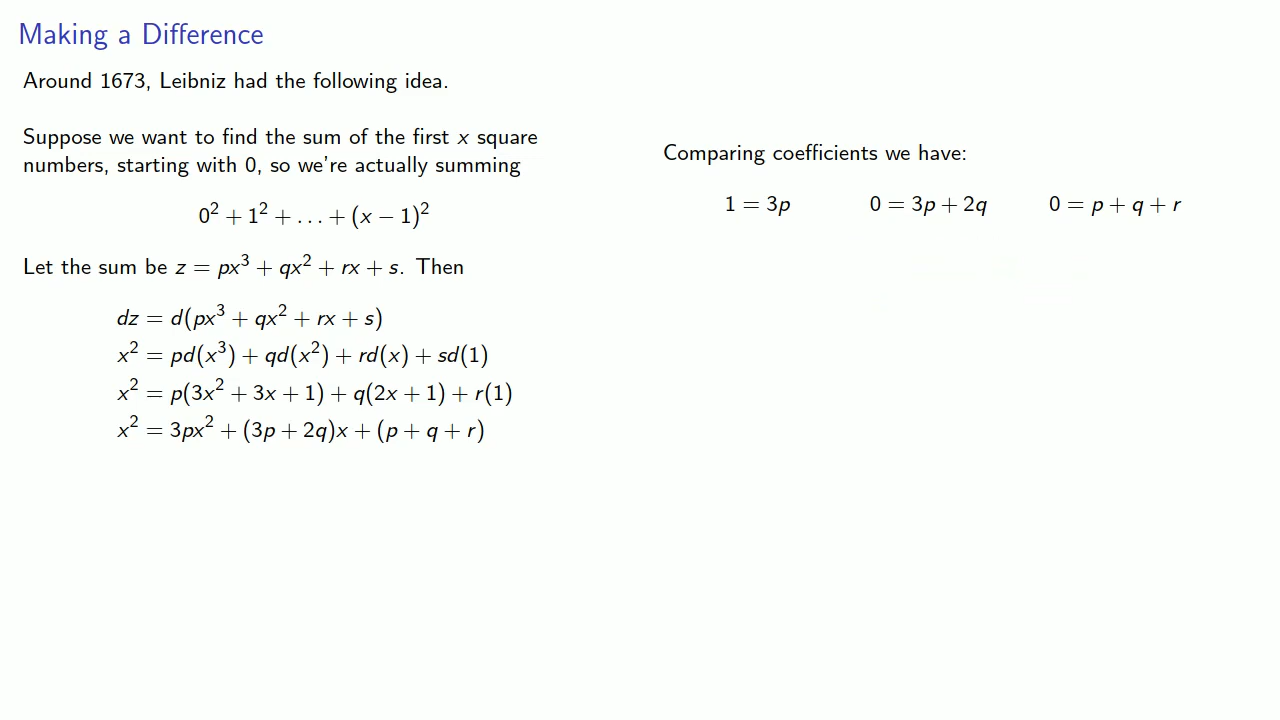 Making a Difference
Around 1673, Leibniz had the following idea.
Suppose we want to find the sum of the first x square
numbers, starting with 0, so we're actually summing
0² + 1² + ... + (x − 1)²
Let the sum be z = px³ + qx² + rx + s. Then
dz = d(px³ + qx² + rx + s)
x² = pd(x³) + qd(x²) + rd(x) + sd(1)
x² = p(3x² + 3x + 1) + q(2x + 1) + r(1)
x² = 3px² + (3p + 2q)x + (p + q + r)
Comparing coefficients we have:
1 = 3p 0 = 3p + 2q 0 = p + q + r